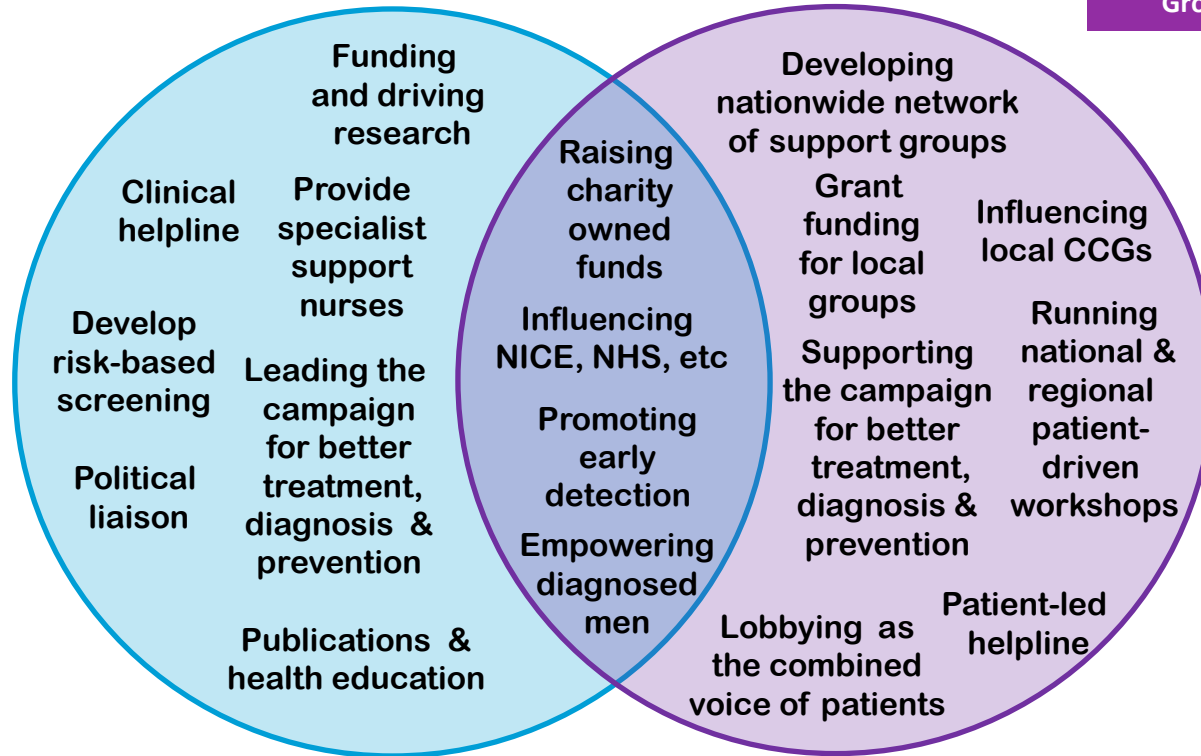 Gro
Funding
and driving
research
Clinical
helpline
Provide
specialist
support
nurses
Develop
risk-based
screening
Leading the
campaign
for better
treatment,
diagnosis &
prevention
Political
liaison
Publications &
health education
Raising
charity
owned
funds
Influencing
NICE, NHS, etc
Promoting
early
detection
Empowering
diagnosed
men
Developing
nationwide network
of support groups
Grant
funding
for local
groups
Influencing
local CCGs
Supporting
the campaign
for better
treatment,
diagnosis &
prevention
Running
national &
regional
patient-
driven
workshops
Patient-led
helpline
Lobbying as
the combined
voice of patients